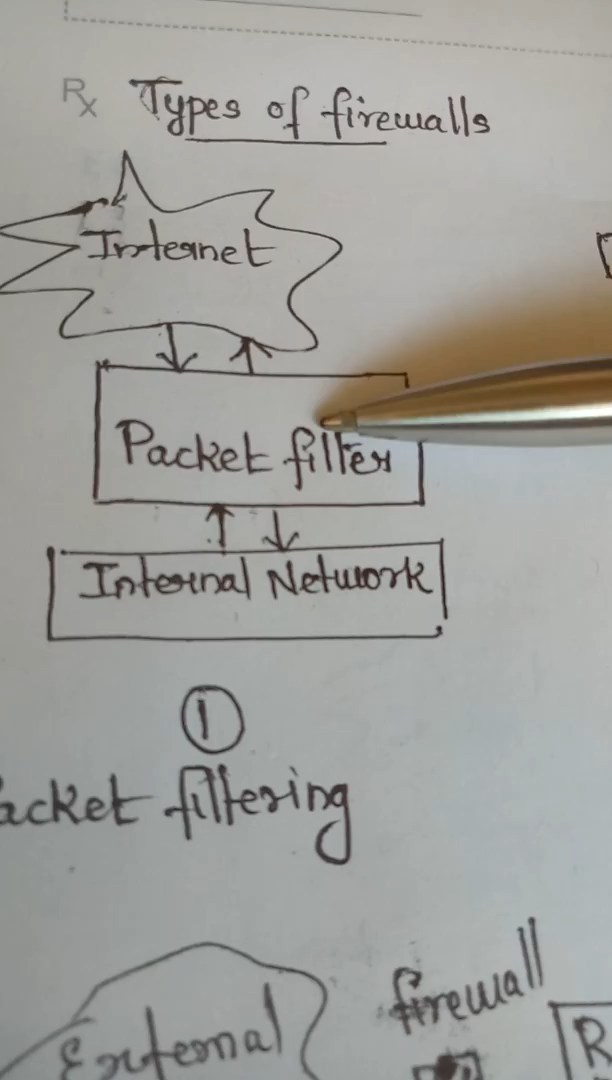 Rx Types of firewalls
Internet
Packet filter
Internal Network
1
acket filtering
firewall
External
R